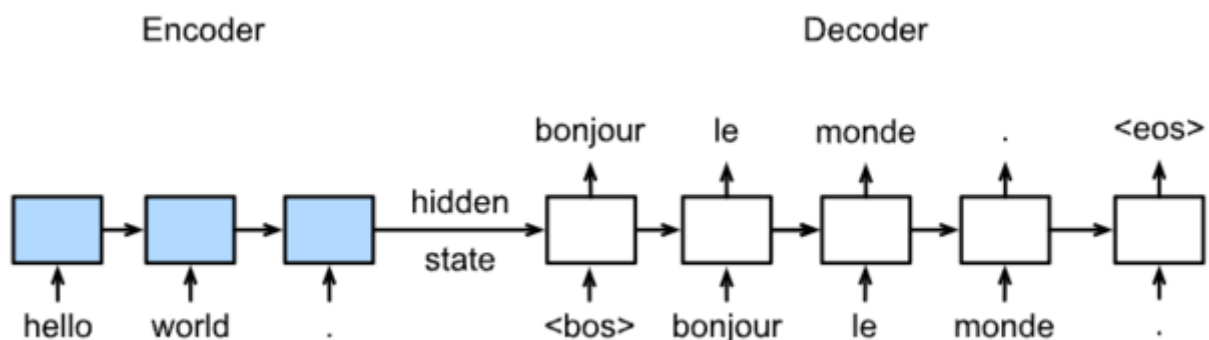 Encoder Decoder
bonjour le monde . <eos>
hidden
state
hello world . <bos> bonjour le monde .